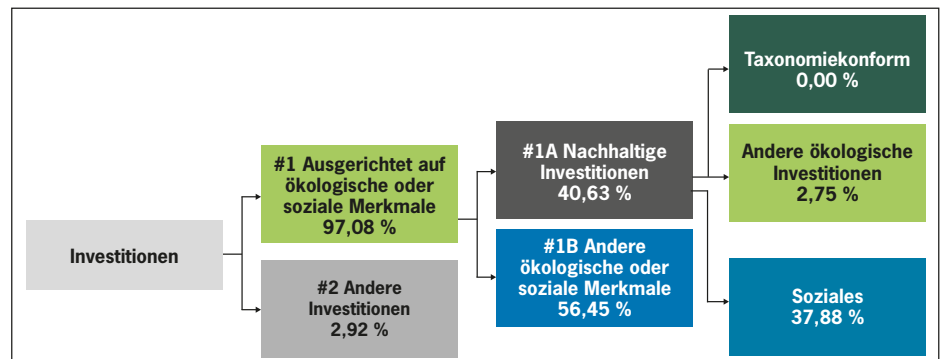 Investitionen
#1 Ausgerichtet auf
ökologische oder
soziale Merkmale
97,08 %
#2 Andere
Investitionen
2,92 %
#1A Nachhaltige
Investitionen
40,63 %
#1B Andere
ökologische oder
soziale Merkmale
56,45 %
Taxonomiekonform
0,00 %
Andere ökologische
Investitionen
2,75 %
Soziales
37,88 %